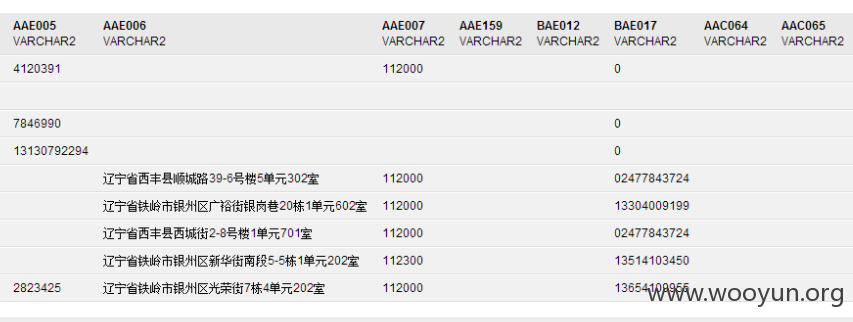 AAE005 AAE006 AAE007 AAE159 BAE012 BAE017 AAC064 AAC065
VARCHAR2 VARCHAR2 VARCHAR2 VARCHAR2 VARCHAR2 VARCHAR2 VARCHAR2 VARCHAR2
4120391 112000 0
7846990 0
13130792294 0
辽宁省西丰县顺城路39-6号楼5单元302室 112000 02477843724
辽宁省铁岭市银州区广裕街银岗巷20栋1单元602室 112000 13304009199
辽宁省西丰县西城街2-8号楼1单元701室 112000 02477843724
辽宁省铁岭市银州区新华街南段5-5栋1单元202室 112300 13514103450
2823425 辽宁省铁岭市银州区光荣街7栋4单元202室 112000
www.wooyun.org